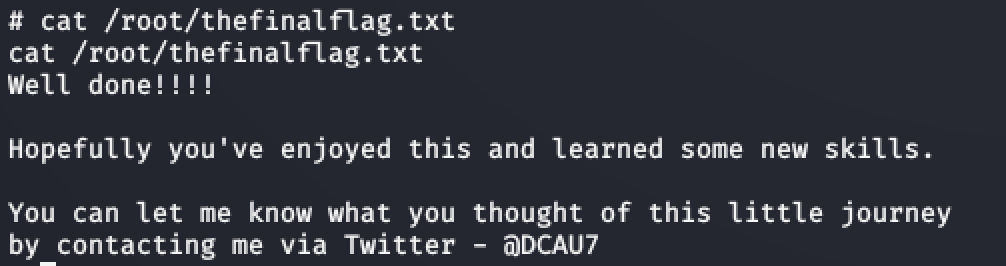 # cat /root/thefinalflag.txt
cat /root/thefinalflag.txt
Well done!!!!
Hopefully you've enjoyed this and learned some new skills.
You can let me know what you thought of this little journey
by contacting me via Twitter - @DCAU7